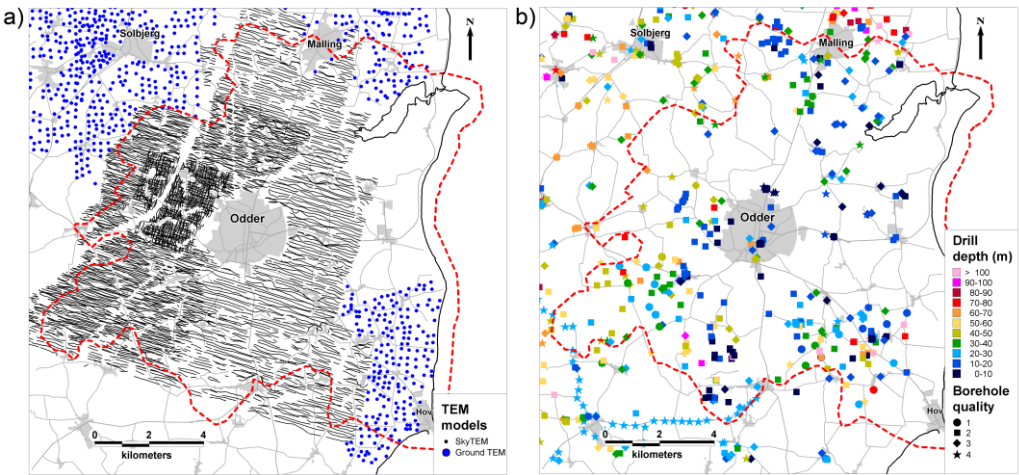 a)
Solbjerg
Malling
N
Odder
Hov
TEM
models
SkyTEM
Ground TEM
0 2 4
kilometers
b)
Solbjerg
Malling
N
Odder
Hov
Drill
depth (m)
> 100
90-100
80-90
70-80
60-70
50-60
40-50
30-40
20-30
10-20
0-10
Borehole
quality
1
2
3
4
0 2 4
kilometers